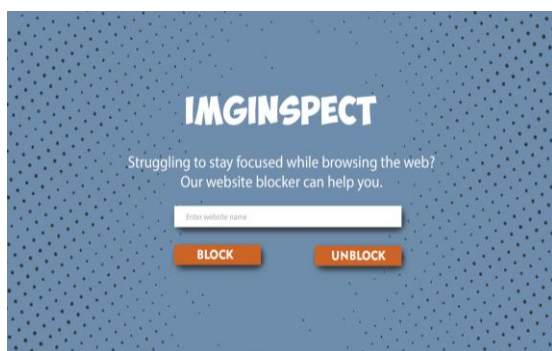 IMGINSPECT
Struggling to stay focused while browsing the web?
Our website blocker can help you.
Enter website name
BLOCK
UNBLOCK